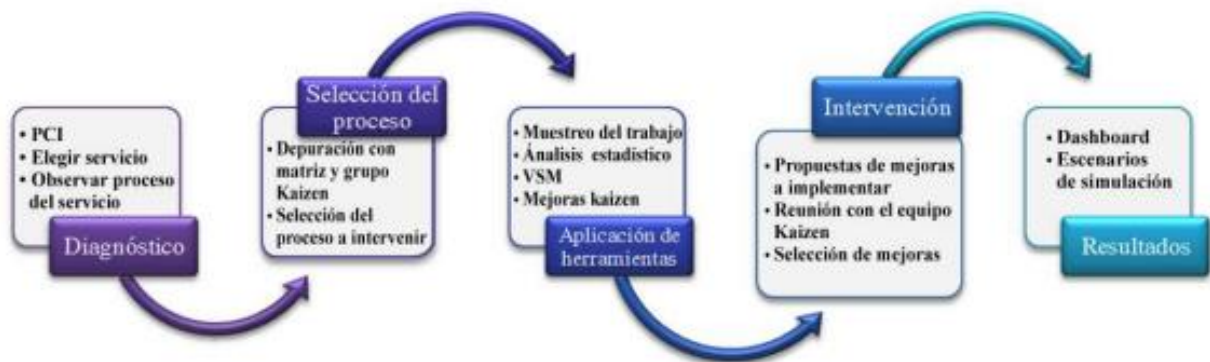 • PCI
• Elegir servicio
• Observar proceso
del servicio
Diagnóstico
Selección del
proceso
• Depuración con
matriz y grupo
Kaizen
• Selección del
proceso a intervenir
• Muestreo del trabajo
• Ánalisis estadístico
• VSM
• Mejoras kaizen
Aplicación de
herramientas
Intervención
• Propuestas de mejoras
a implementar
• Reunión con el equipo
Kaizen
• Selección de mejoras
• Dashboard
• Escenarios
de simulación
Resultados